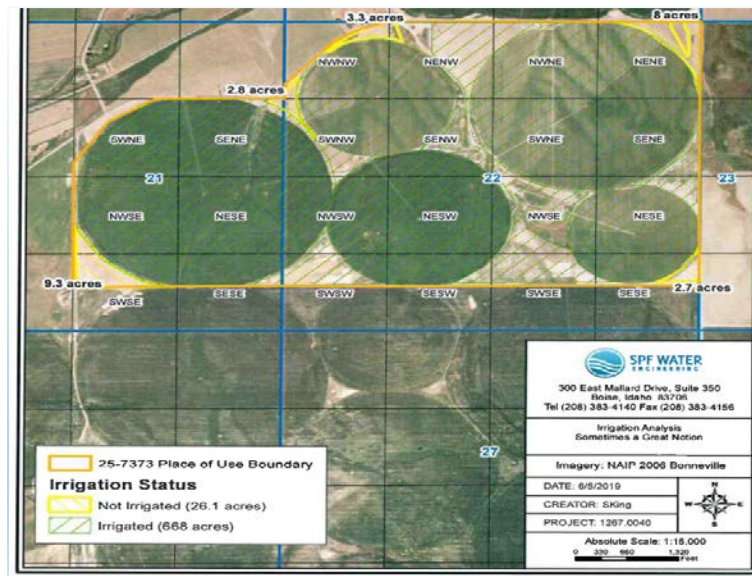 3.3 acres
8 acres
NWNW
NENW
NWNE
NENE
2.8 acres
SWNE
SENE
SWNW
SENW
SWNE
SENE
21
22
23
NWSE
NESE
NWSW
NESW
NWSE
NESE
9.3 acres
2.7 acres
SWSE
SESE
SWSW
SESW
SWSE
SESE
27
SPF WATER
ENGINEERING
300 East Mallard Drive, Suite 350
Boise, Idaho 83706
Tel (208) 383-4140 Fax (208) 383-4156
Irrigation Analysis
Sometimes a Great Notion
Imagery: NAIP 2006 Bonneville
DATE: 6/5/2019
CREATOR: SKing
PROJECT: 1267.0040
N
W
E
S
Absolute Scale: 1:15,000
0 330 660 1,320
Feet
25-7373 Place of Use Boundary
Irrigation Status
Not Irrigated (26.1 acres)
Irrigated (668 acres)